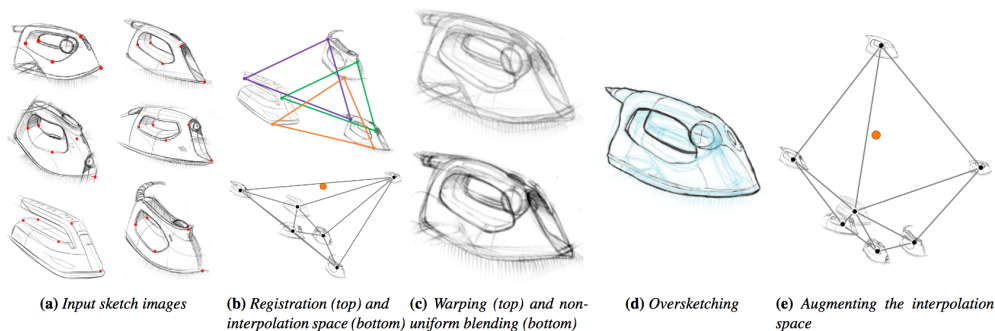 (a) Input sketch images
(b) Registration (top) and
interpolation space (bottom)
(c) Warping (top) and non-
uniform blending (bottom)
(d) Oversketching
(e) Augmenting the interpolation
space